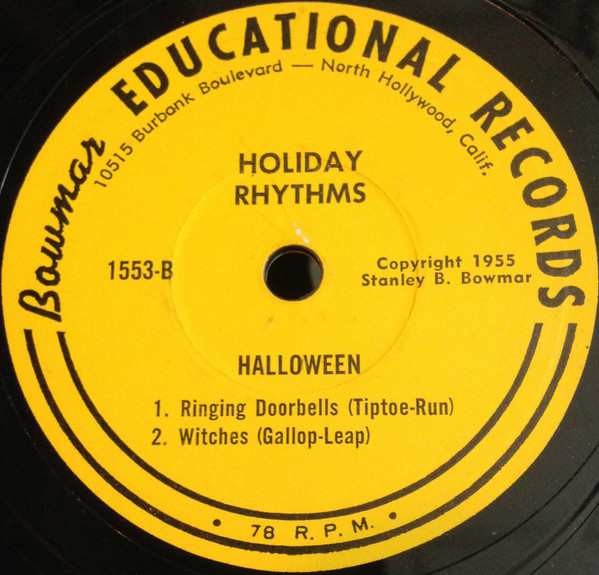 Bowmar EDUCATIONAL RECORDS
10515 Burbank Boulevard — North Hollywood, Calif.
HOLIDAY
RHYTHMS
1553-B
Copyright 1955
Stanley B. Bowmar
HALLOWEEN
1. Ringing Doorbells (Tiptoe-Run)
2. Witches (Gallop-Leap)
• 78 R.P.M. •